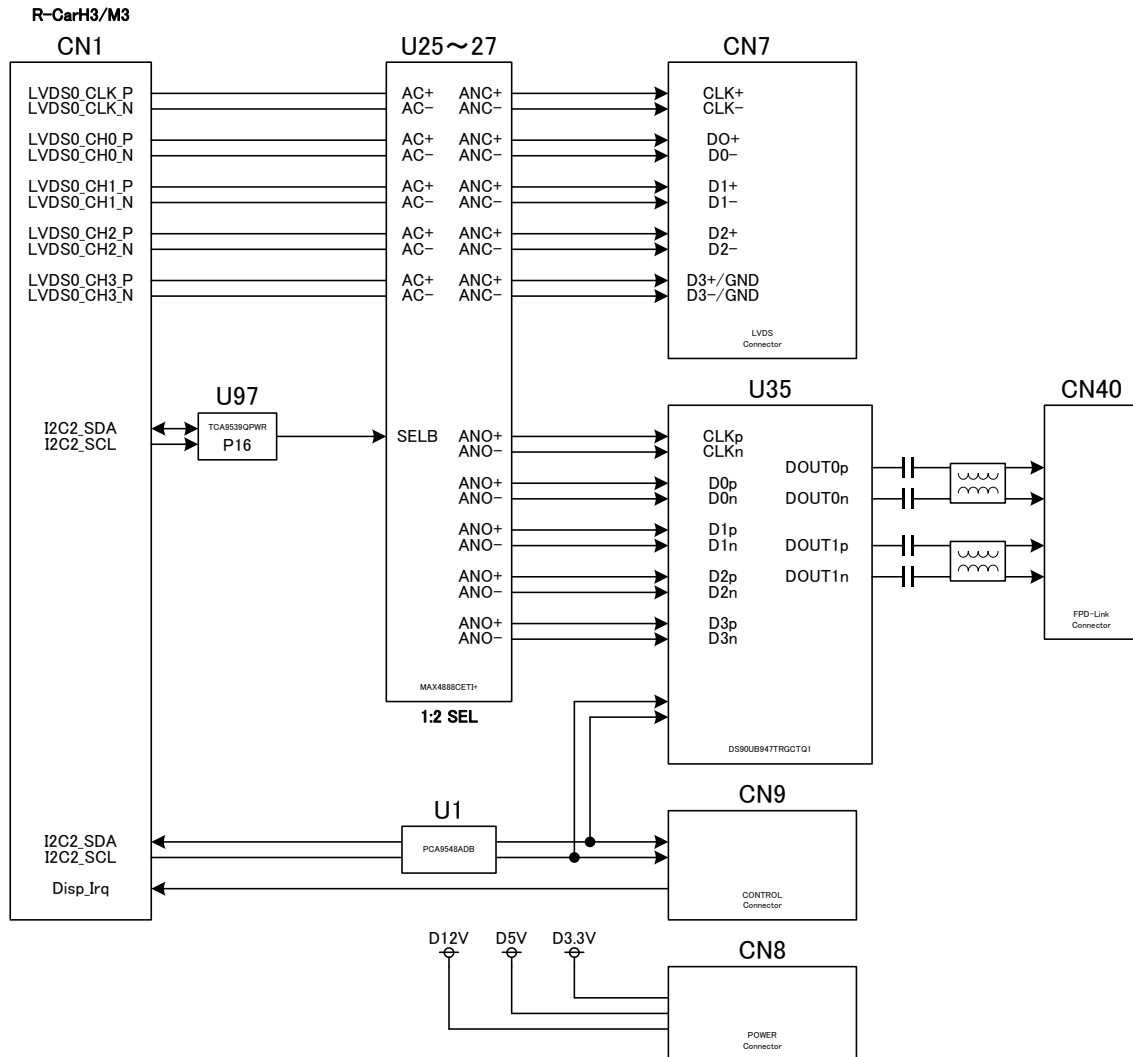 R-CarH3/M3
CN1
LVDS0_CLK_P
LVDS0_CLK_N
LVDS0_CH0_P
LVDS0_CH0_N
LVDS0_CH1_P
LVDS0_CH1_N
LVDS0_CH2_P
LVDS0_CH2_N
LVDS0_CH3_P
LVDS0_CH3_N
I2C2_SDA
I2C2_SCL
I2C2_SDA
I2C2_SCL
Disp_Irq
U97
TCA9539QPWR
P16
U25～27
AC+ ANC+
AC- ANC-
AC+ ANC+
AC- ANC-
AC+ ANC+
AC- ANC-
AC+ ANC+
AC- ANC-
AC+ ANC+
AC- ANC-
SELB ANO+
ANO-
ANO+
ANO-
ANO+
ANO-
ANO+
ANO-
ANO+
ANO-
MAX4888CETI+
1:2 SEL
CN7
CLK+
CLK-
DO+
D0-
D1+
D1-
D2+
D2-
D3+/GND
D3-/GND
LVDS
Connector
U35
CLKp
CLKn
D0p
D0n
D1p
D1n
D2p
D2n
D3p
D3n
DOUT0p
DOUT0n
DOUT1p
DOUT1n
DS90UB947TRGCTQ1
CN40
FPD-Link
Connector
U1
PCA9548ADB
CN9
CONTROL
Connector
D12V D5V D3.3V
CN8
POWER
Connector